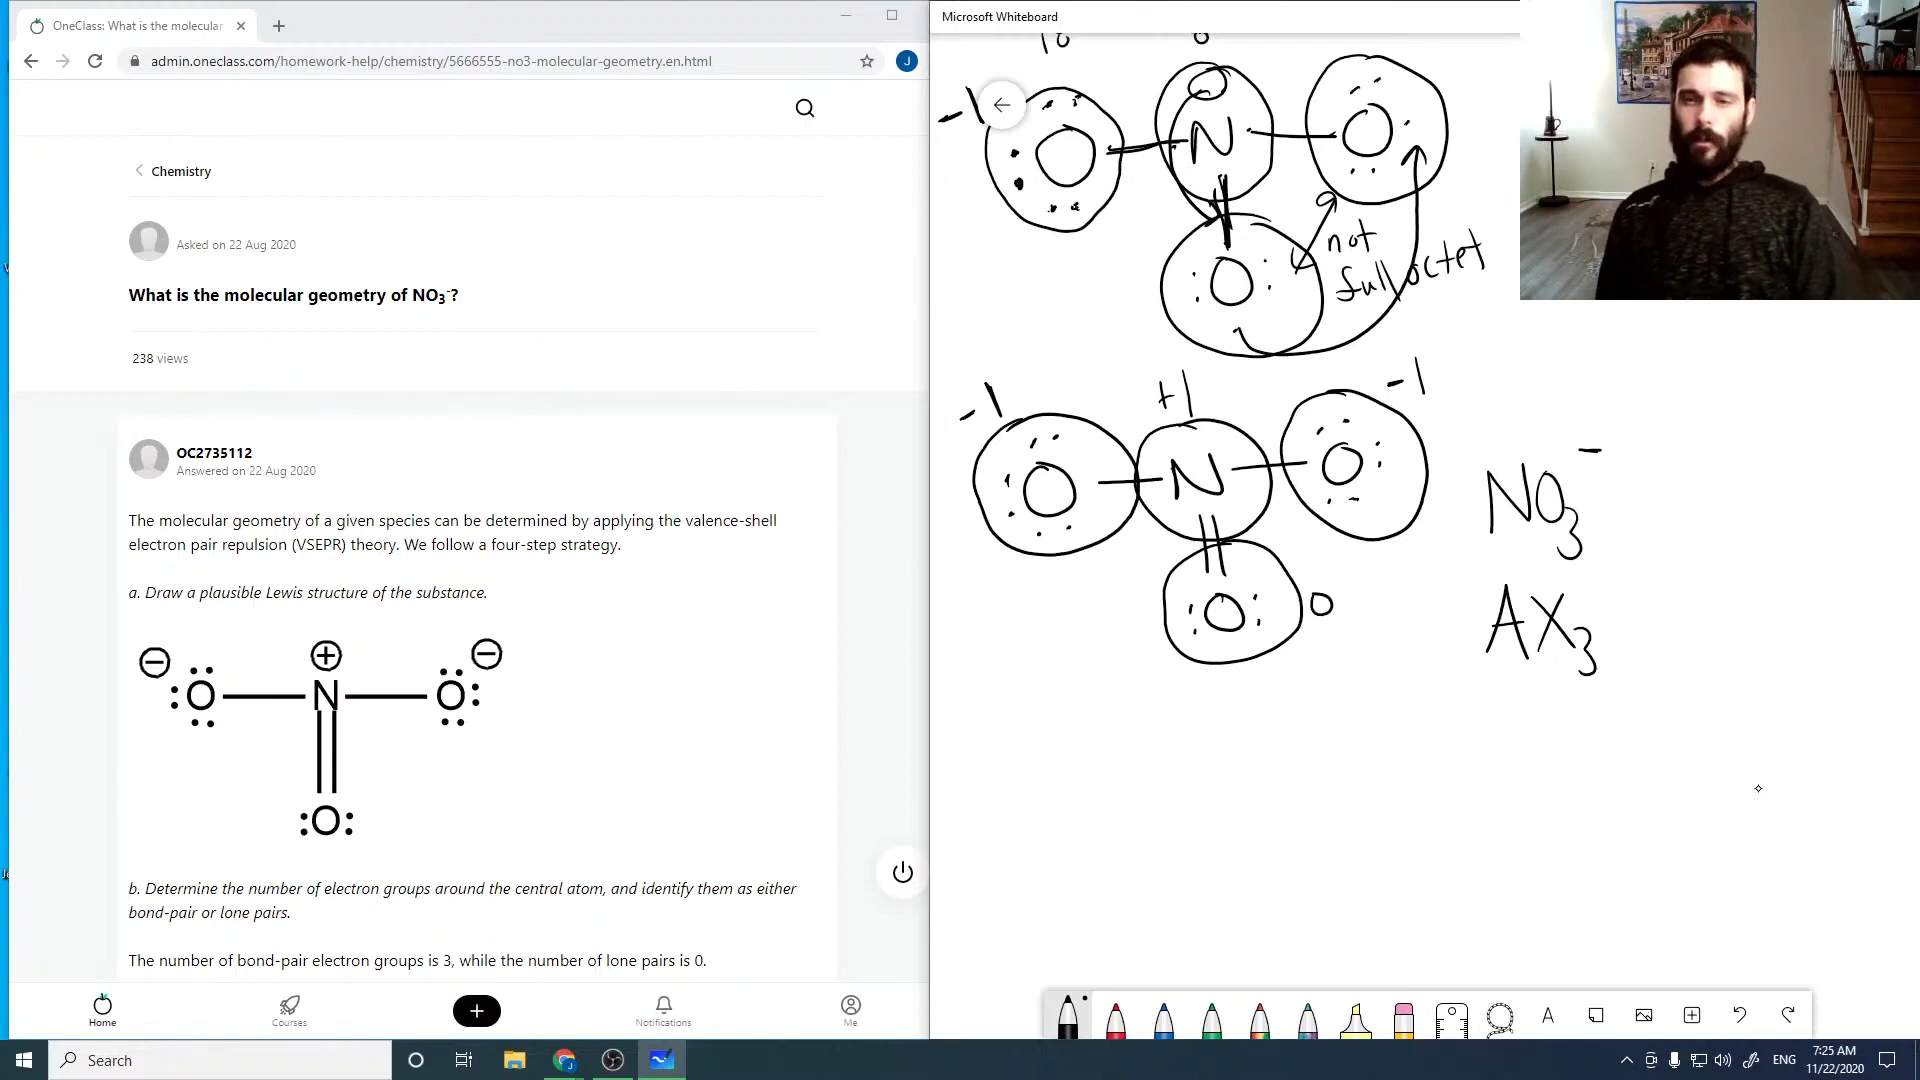 OneClass: What is the molecular
admin.oneclass.com/homework-help/chemistry/5666555-no3-molecular-geometry.en.html
J
Chemistry
Asked on 22 Aug 2020
What is the molecular geometry of NO3-?
238 views
OC2735112
Answered on 22 Aug 2020
The molecular geometry of a given species can be determined by applying the valence-shell
electron pair repulsion (VSEPR) theory. We follow a four-step strategy.
a. Draw a plausible Lewis structure of the substance.
− + −
:O N O:
:O:
b. Determine the number of electron groups around the central atom, and identify them as either
bond-pair or lone pairs.
The number of bond-pair electron groups is 3, while the number of lone pairs is 0.
Home
Courses
Notifications
Me
Microsoft Whiteboard
-1
O N O
O
not
full octet
-1 +1 -1
O N O
O 0
NO3-
AX3
Search
ENG
7:25 AM
11/22/2020